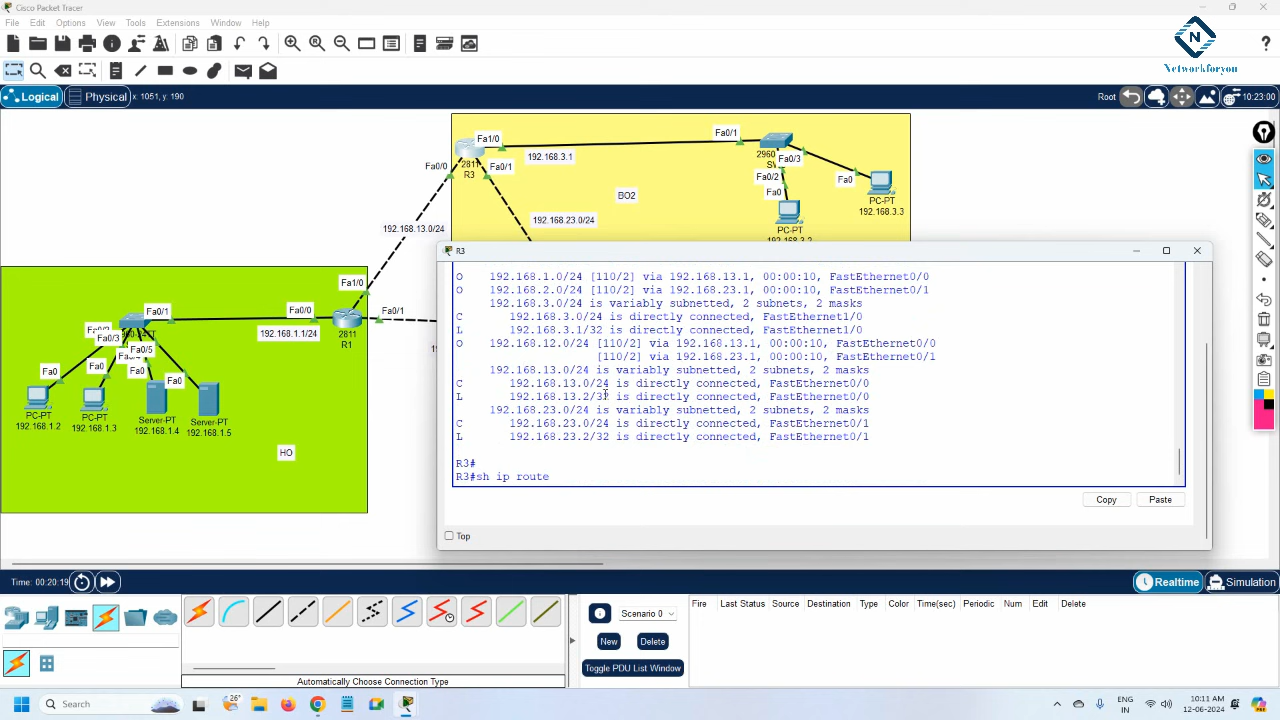 Cisco Packet Tracer
File Edit Options View Tools Extensions Window Help
N
Networkforyon
Logical Physical x: 1051, y: 190 Root 10:23:00
Fa1/0
192.168.3.1
Fa0/1
Fa0/0
2811
R3
Fa0/1
2960
SW
Fa0/3
Fa0/2
Fa0
Fa0
PC-PT
192.168.3.3
BO2
192.168.23.0/24
PC-PT
192.168.3.2
192.168.13.0/24
Fa1/0
Fa0/1
Fa0/0
Fa0/1
192.168.1.1/24
2811
R1
Fa0/3
Fa0/5
Fa0
Fa0
Fa0
Fa0
PC-PT
192.168.1.2
PC-PT
192.168.1.3
Server-PT
192.168.1.4
Server-PT
192.168.1.5
HO
R3
O 192.168.1.0/24 [110/2] via 192.168.13.1, 00:00:10, FastEthernet0/0
O 192.168.2.0/24 [110/2] via 192.168.23.1, 00:00:10, FastEthernet0/1
192.168.3.0/24 is variably subnetted, 2 subnets, 2 masks
C 192.168.3.0/24 is directly connected, FastEthernet1/0
L 192.168.3.1/32 is directly connected, FastEthernet1/0
O 192.168.12.0/24 [110/2] via 192.168.13.1, 00:00:10, FastEthernet0/0
[110/2] via 192.168.23.1, 00:00:10, FastEthernet0/1
192.168.13.0/24 is variably subnetted, 2 subnets, 2 masks
C 192.168.13.0/24 is directly connected, FastEthernet0/0
L 192.168.13.2/32 is directly connected, FastEthernet0/0
192.168.23.0/24 is variably subnetted, 2 subnets, 2 masks
C 192.168.23.0/24 is directly connected, FastEthernet0/1
L 192.168.23.2/32 is directly connected, FastEthernet0/1
R3#
R3#sh ip route
Copy Paste
Top
Time: 00:20:19 Realtime Simulation
Scenario 0
New Delete
Toggle PDU List Window
Fire Last Status Source Destination Type Color Time(sec) Periodic Num Edit Delete
Automatically Choose Connection Type
Search
26°
ENG
IN
10:11 AM
12-06-2024